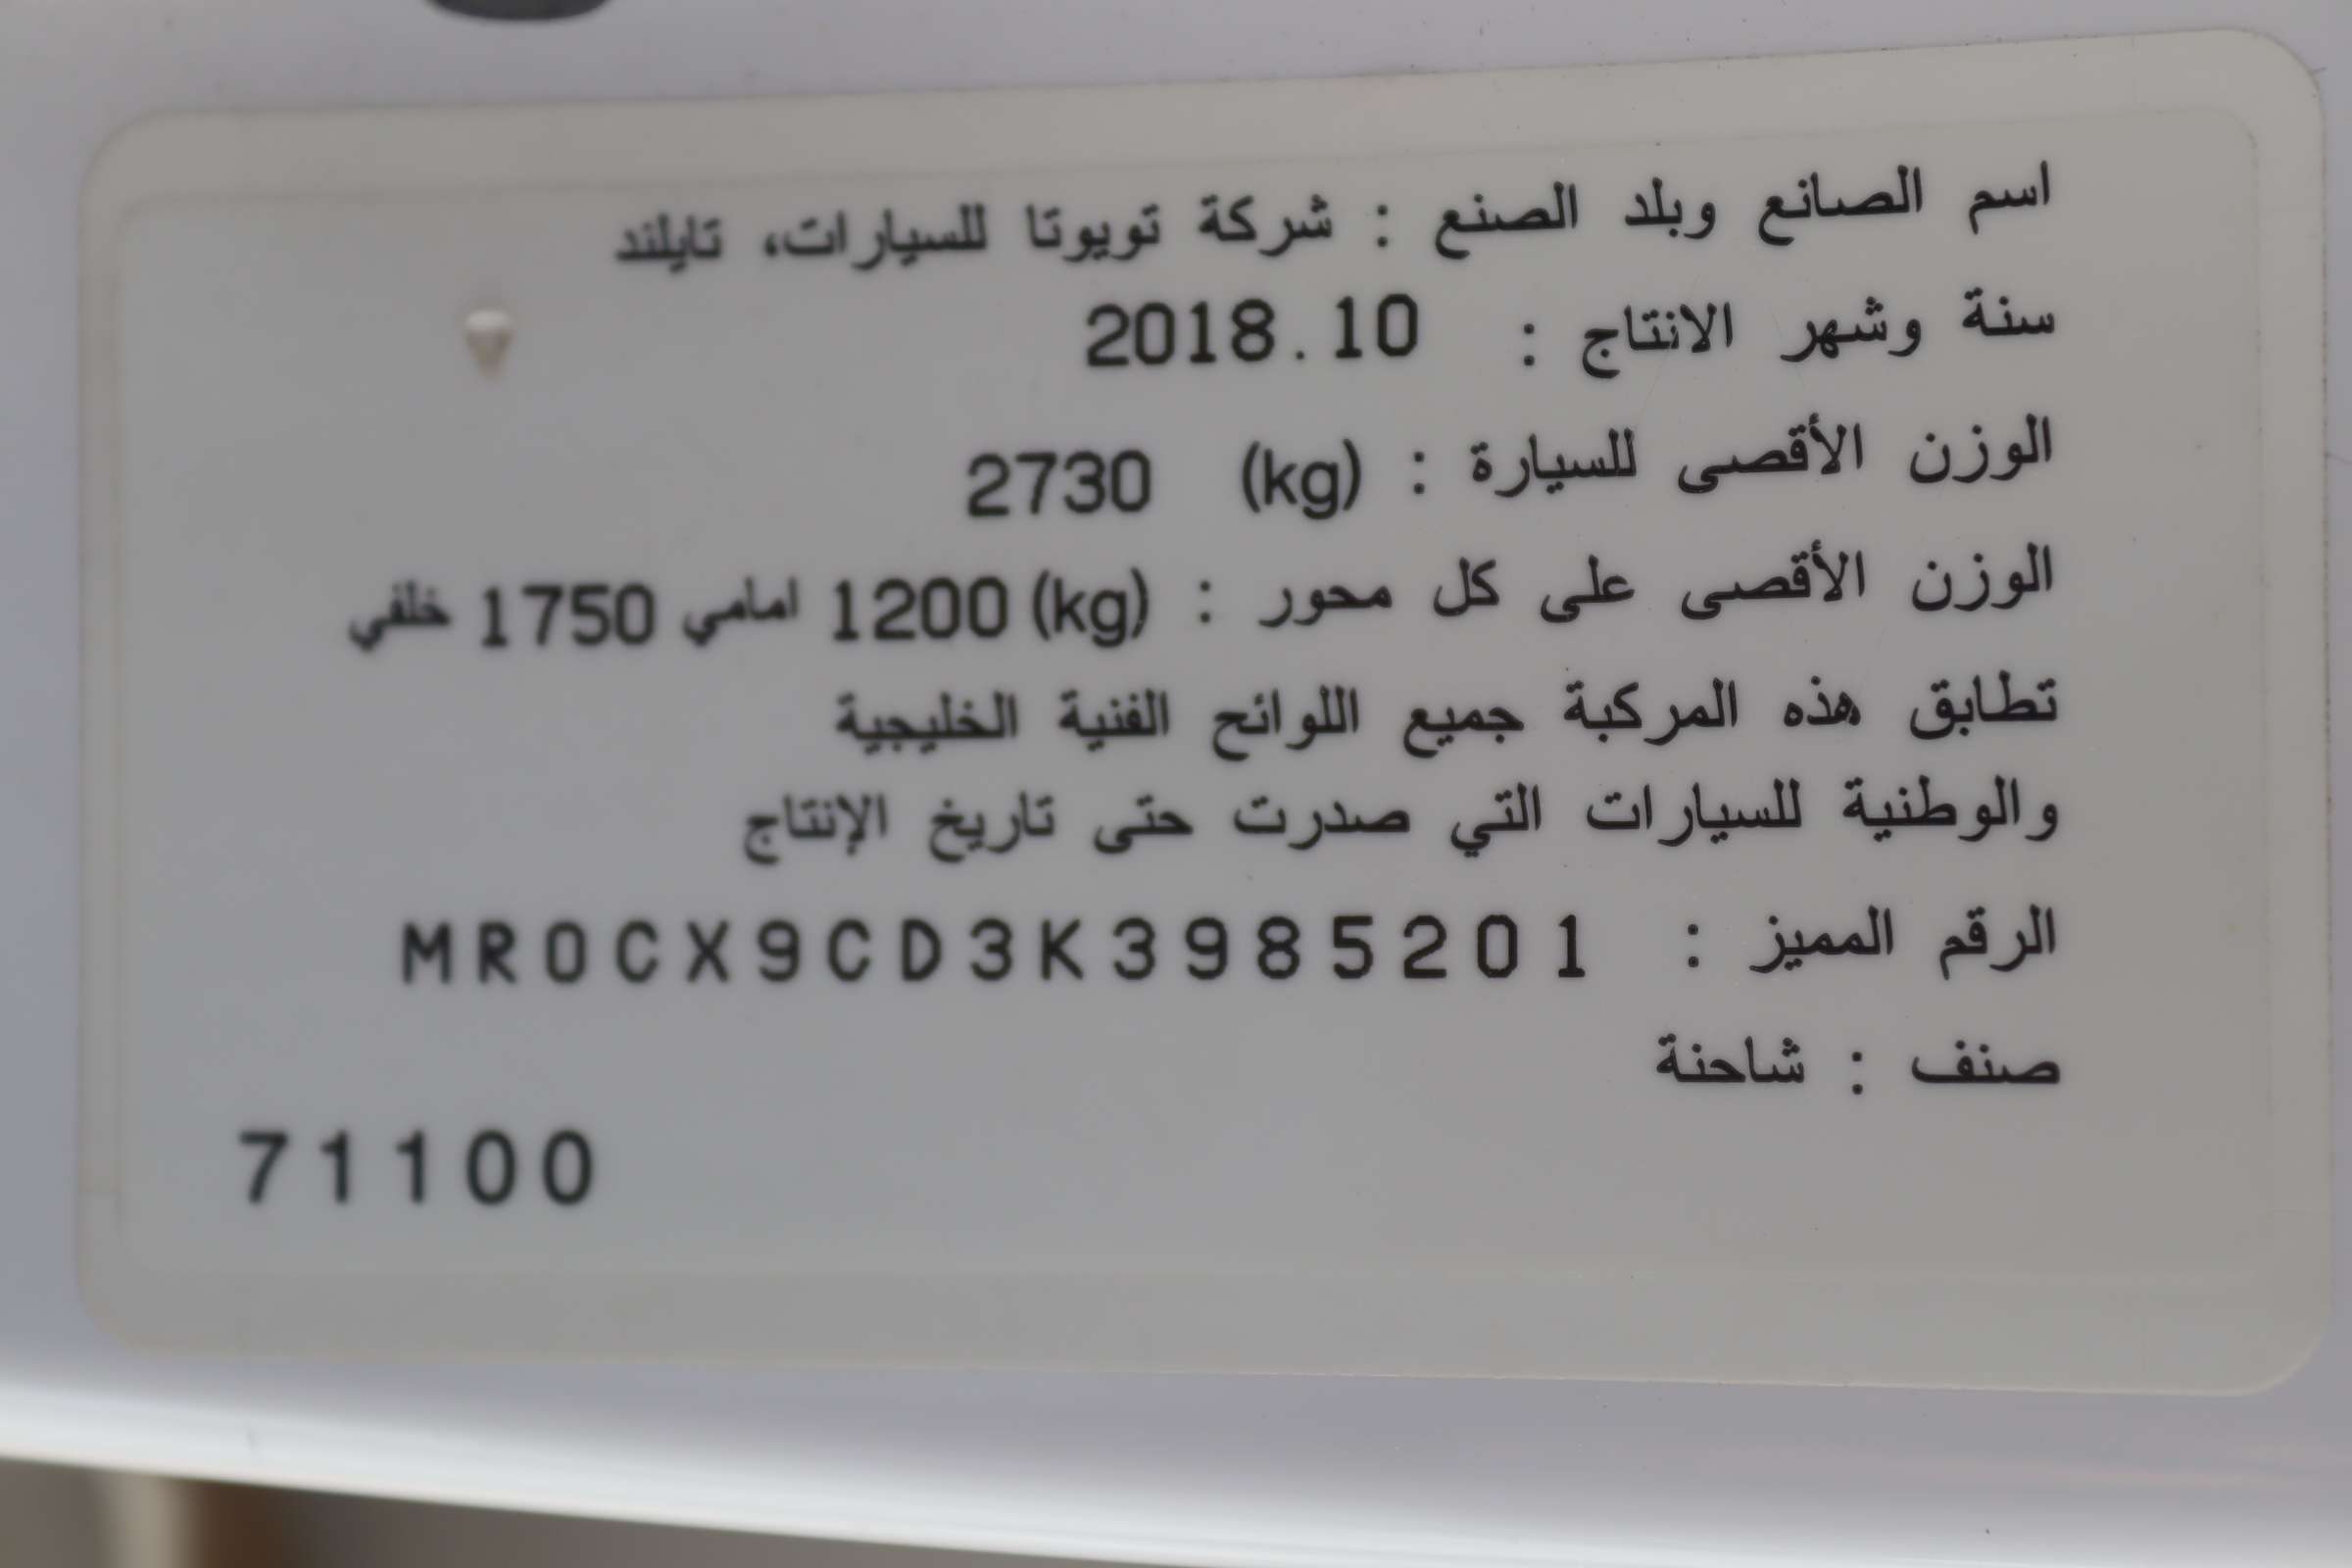 اسم الصانع وبلد الصنع : شركة تويوتا للسيارات، تايلند
سنة وشهر الانتاج : 2018.10
الوزن الأقصى للسيارة : (kg) 2730
الوزن الأقصى على كل محور : (kg) 1200 امامي 1750 خلفي
تطابق هذه المركبة جميع اللوائح الفنية الخليجية
والوطنية للسيارات التي صدرت حتى تاريخ الإنتاج
الرقم المميز : MR0CX9CD3K3985201
صنف : شاحنة
71100